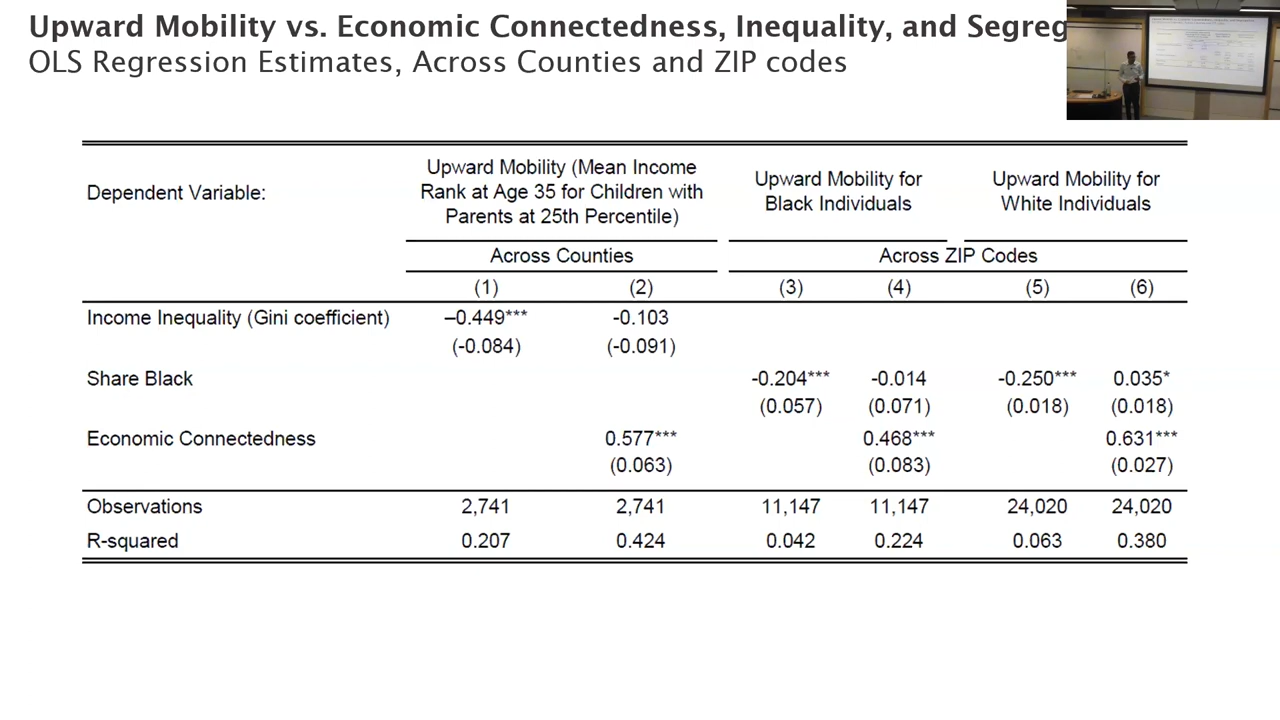 Upward Mobility vs. Economic Connectedness, Inequality, and Segreg
OLS Regression Estimates, Across Counties and ZIP codes
Dependent Variable:
Upward Mobility (Mean Income
Rank at Age 35 for Children with
Parents at 25th Percentile)
Upward Mobility for
Black Individuals
Upward Mobility for
White Individuals
Across Counties
Across ZIP Codes
(1) (2) (3) (4) (5) (6)
Income Inequality (Gini coefficient) –0.449*** -0.103
(-0.084) (-0.091)
Share Black -0.204*** -0.014 -0.250*** 0.035*
(0.057) (0.071) (0.018) (0.018)
Economic Connectedness 0.577*** 0.468*** 0.631***
(0.063) (0.083) (0.027)
Observations 2,741 2,741 11,147 11,147 24,020 24,020
R-squared 0.207 0.424 0.042 0.224 0.063 0.380